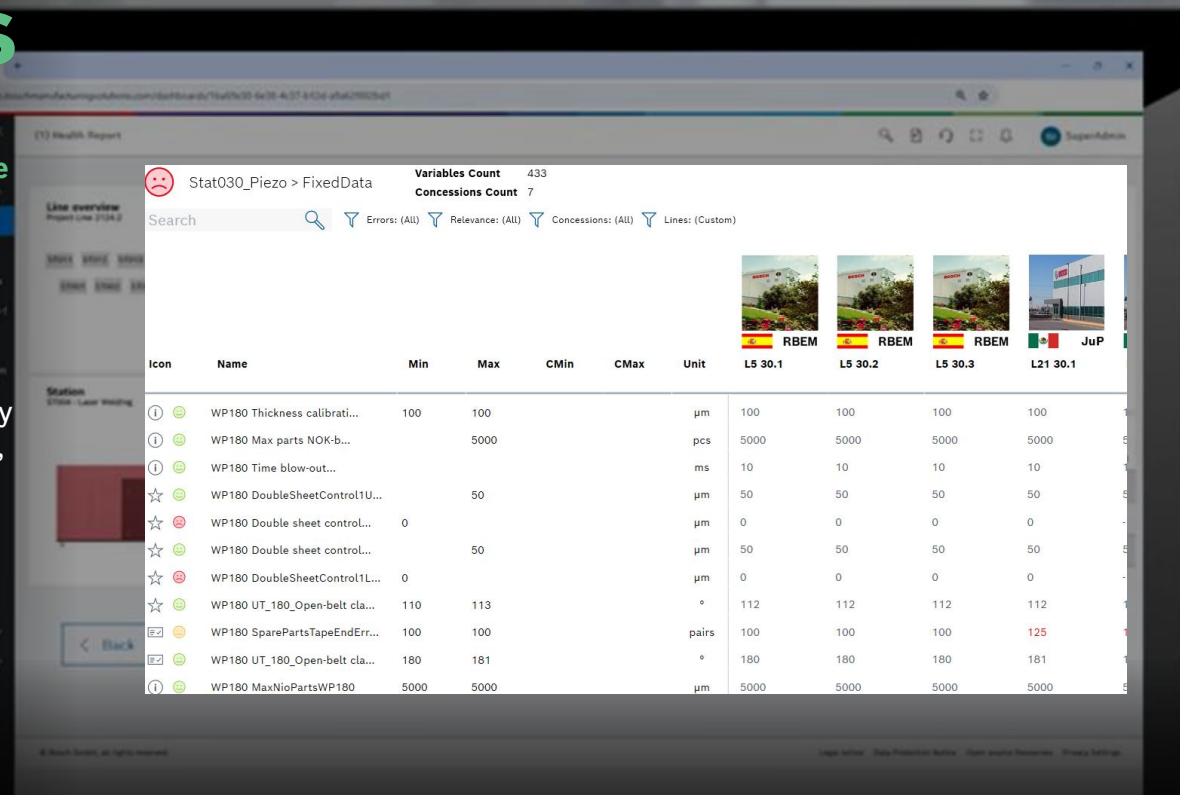 S
(1) Health Report
SuperAdmin
e
Line overview
Stat030_Piezo > FixedData
Variables Count 433
Concessions Count 7
Search
Errors: (All) Relevance: (All) Concessions: (All) Lines: (Custom)
RBEM RBEM RBEM JuP
Icon Name Min Max CMin CMax Unit L5 30.1 L5 30.2 L5 30.3 L21 30.1
WP180 Thickness calibrati... 100 100 µm 100 100 100 100
WP180 Max parts NOK-b... 5000 pcs 5000 5000 5000 5000
WP180 Time blow-out... ms 10 10 10 10
WP180 DoubleSheetControl1U... 50 µm 50 50 50 50
WP180 Double sheet control... 0 µm 0 0 0 0
WP180 Double sheet control... 50 µm 50 50 50 50
WP180 DoubleSheetControl1L... 0 µm 0 0 0 0
WP180 UT_180_Open-belt cla... 110 113 ° 112 112 112 112
WP180 SparePartsTapeEndErr... 100 100 pairs 100 100 100 125
WP180 UT_180_Open-belt cla... 180 181 ° 180 180 180 181
WP180 MaxNioPartsWP180 5000 5000 µm 5000 5000 5000 5000
Station
y
,
Back